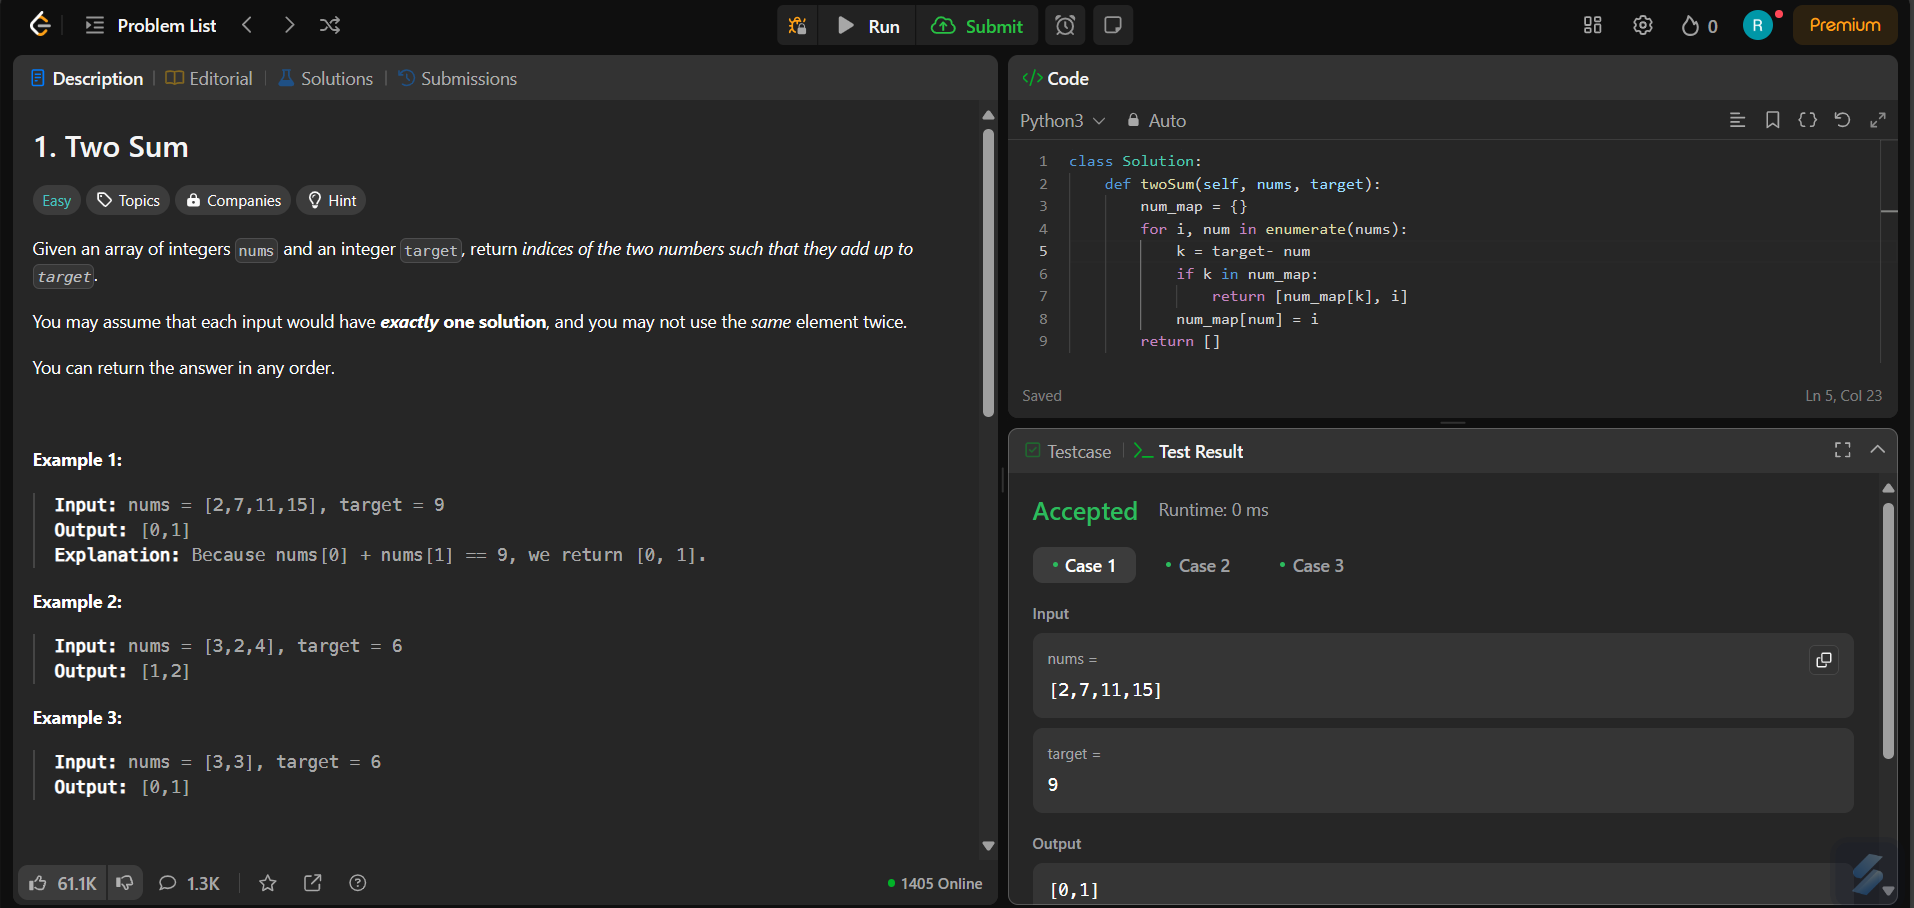 Problem List
Run
Submit
0
R
Premium
Description
Editorial
Solutions
Submissions
1. Two Sum
Easy
Topics
Companies
Hint
Given an array of integers nums and an integer target, return indices of the two numbers such that they add up to
target.
You may assume that each input would have exactly one solution, and you may not use the same element twice.
You can return the answer in any order.
Example 1:
Input: nums = [2,7,11,15], target = 9
Output: [0,1]
Explanation: Because nums[0] + nums[1] == 9, we return [0, 1].
Example 2:
Input: nums = [3,2,4], target = 6
Output: [1,2]
Example 3:
Input: nums = [3,3], target = 6
Output: [0,1]
61.1K
1.3K
1405 Online
</> Code
Python3
Auto
1 class Solution:
2     def twoSum(self, nums, target):
3         num_map = {}
4         for i, num in enumerate(nums):
5             k = target- num
6             if k in num_map:
7                 return [num_map[k], i]
8             num_map[num] = i
9         return []
Saved
Ln 5, Col 23
Testcase
Test Result
Accepted
Runtime: 0 ms
Case 1
Case 2
Case 3
Input
nums =
[2,7,11,15]
target =
9
Output
[0,1]